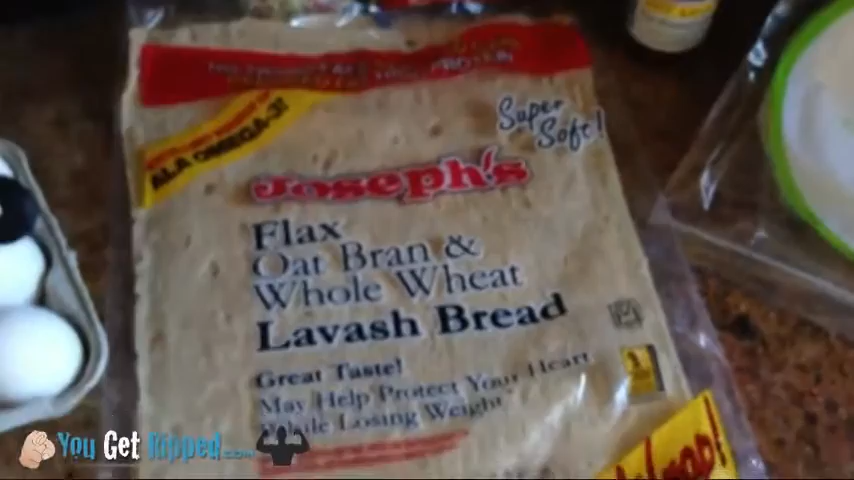 ALA OMEGA-3!
Super
Soft!
Joseph's
Flax
Oat Bran &
Whole Wheat
Lavash Bread
Great Taste!
May Help Protect Your Heart
While Losing Weight
You Get Ripped.com